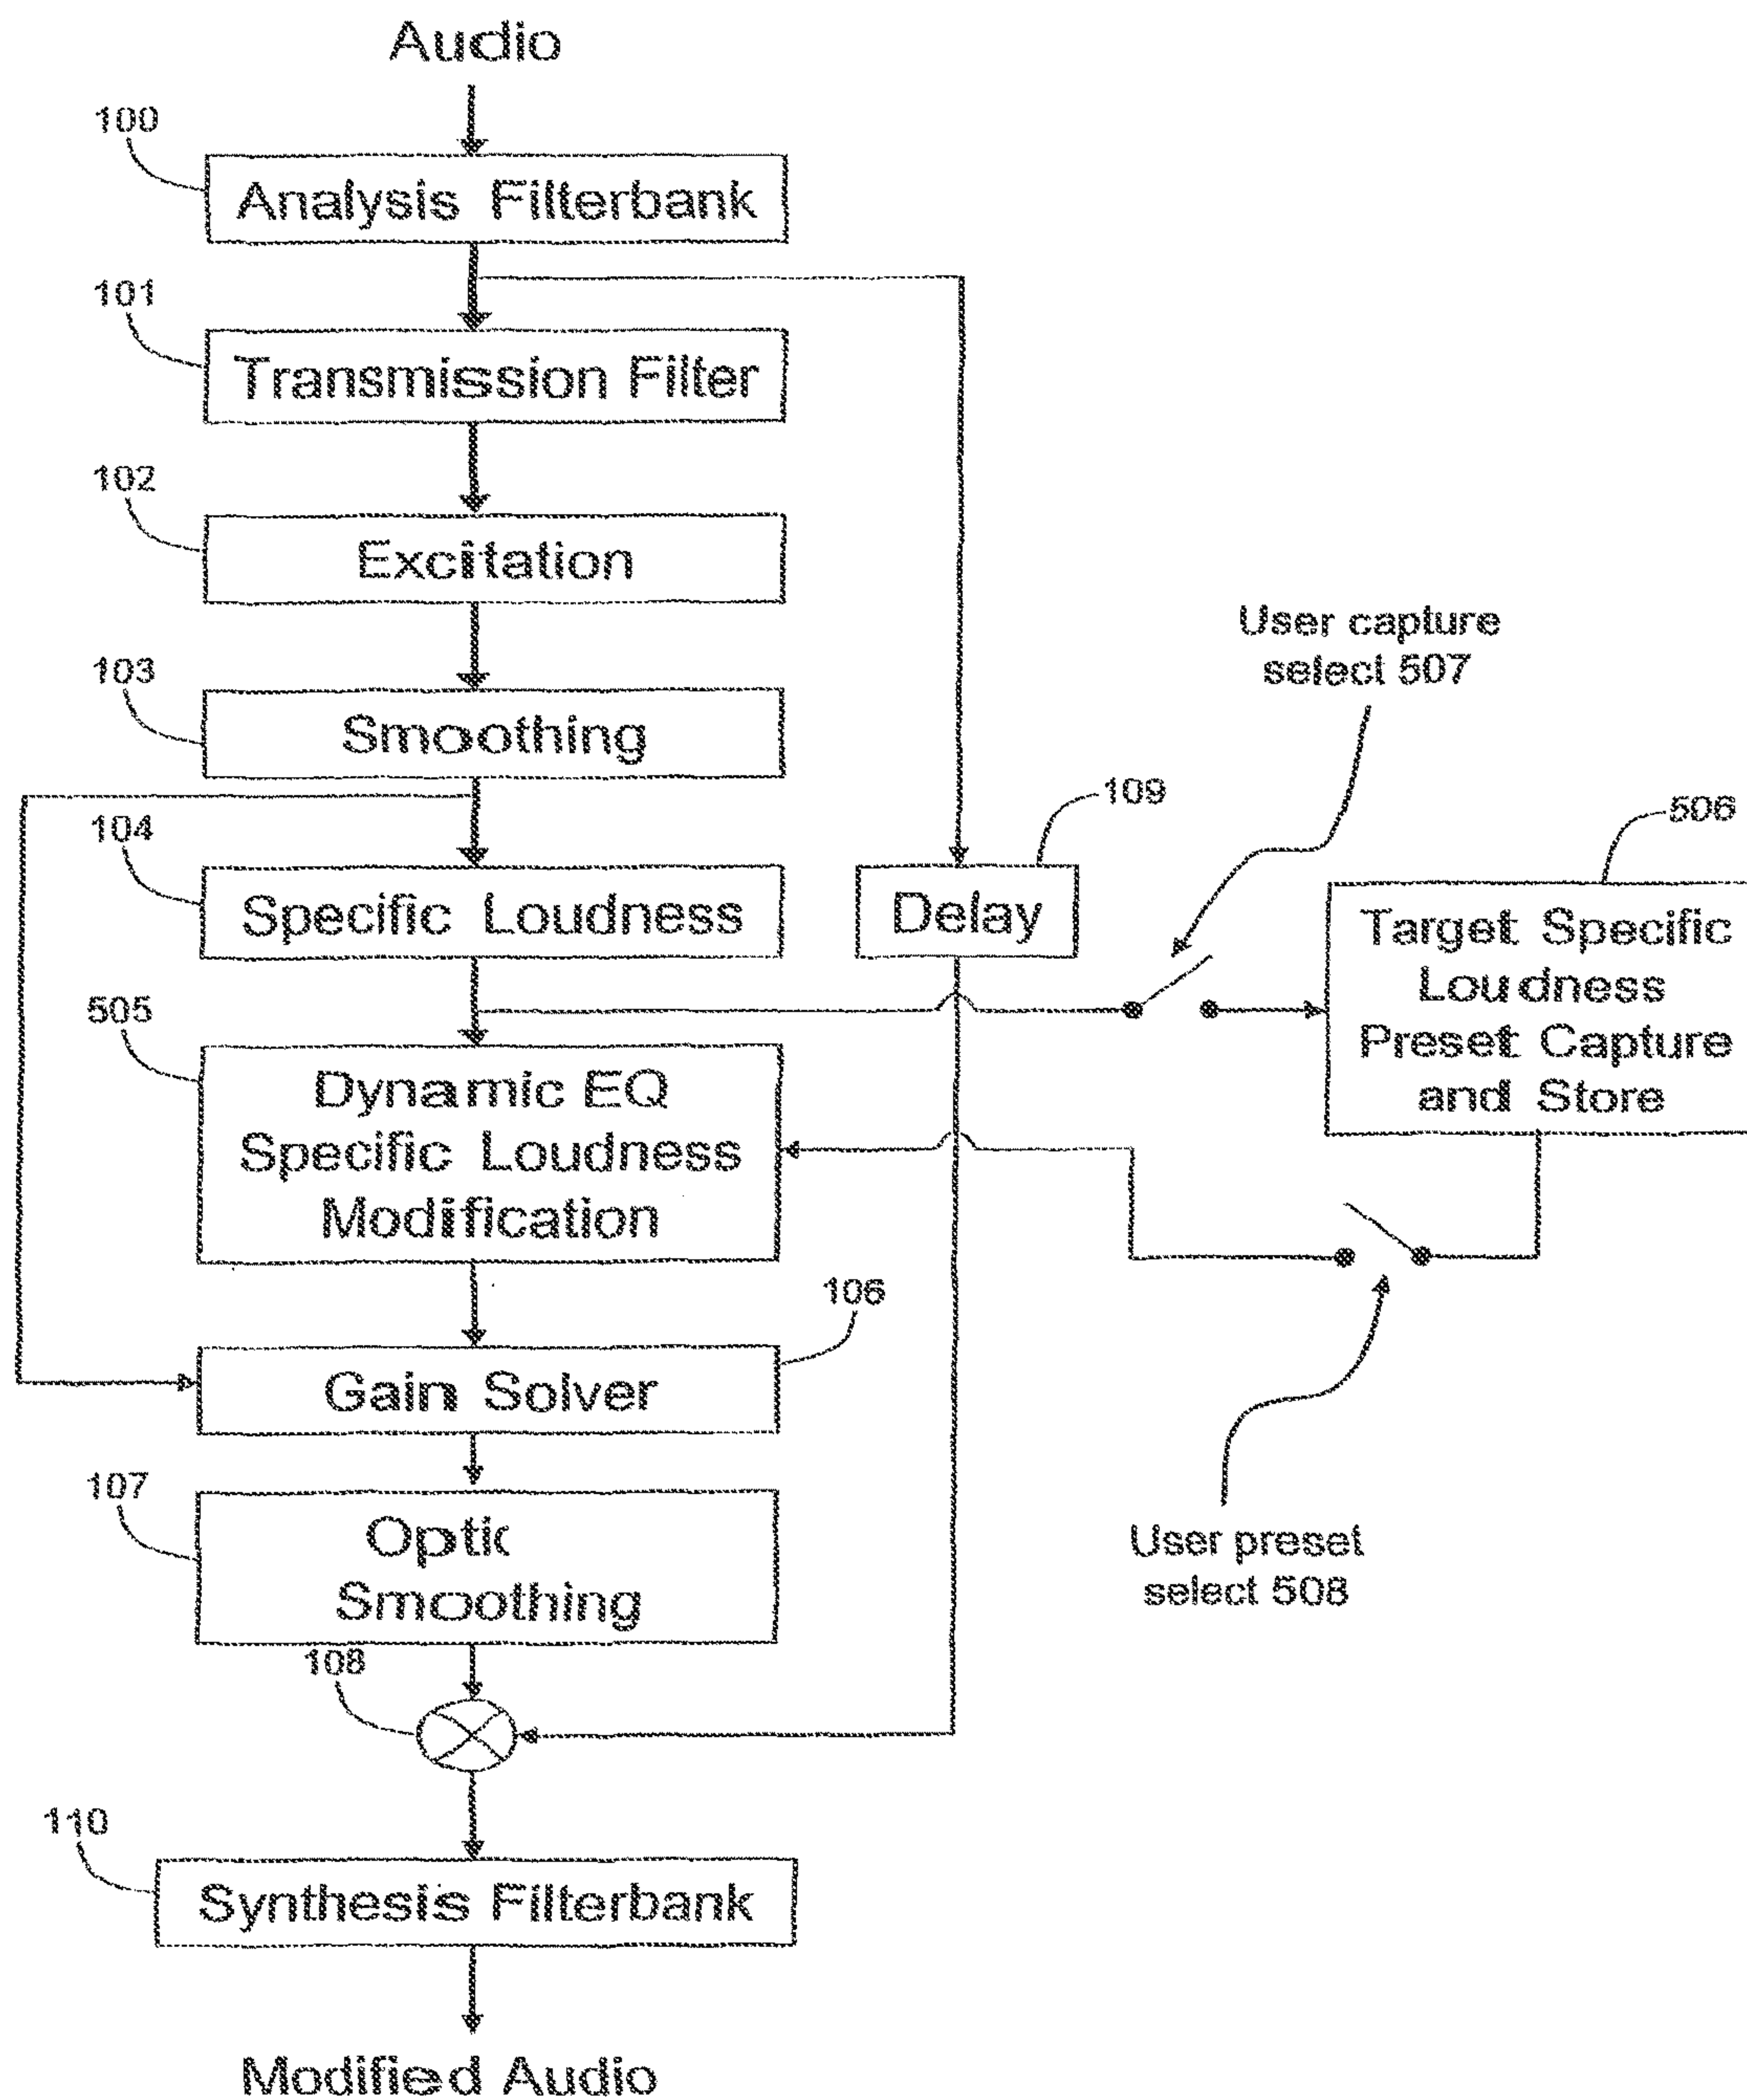 Audio
100
Analysis Filterbank
101
Transmission Filter
102
Excitation
103
Smoothing
User capture
select 507
104
Specific Loudness
109
Delay
506
Target Specific
Loudness
Preset Capture
and Store
505
Dynamic EQ
Specific Loudness
Modification
106
Gain Solver
User preset
select 508
107
Smoothing
108
110
Synthesis Filterbank
Modified Audio